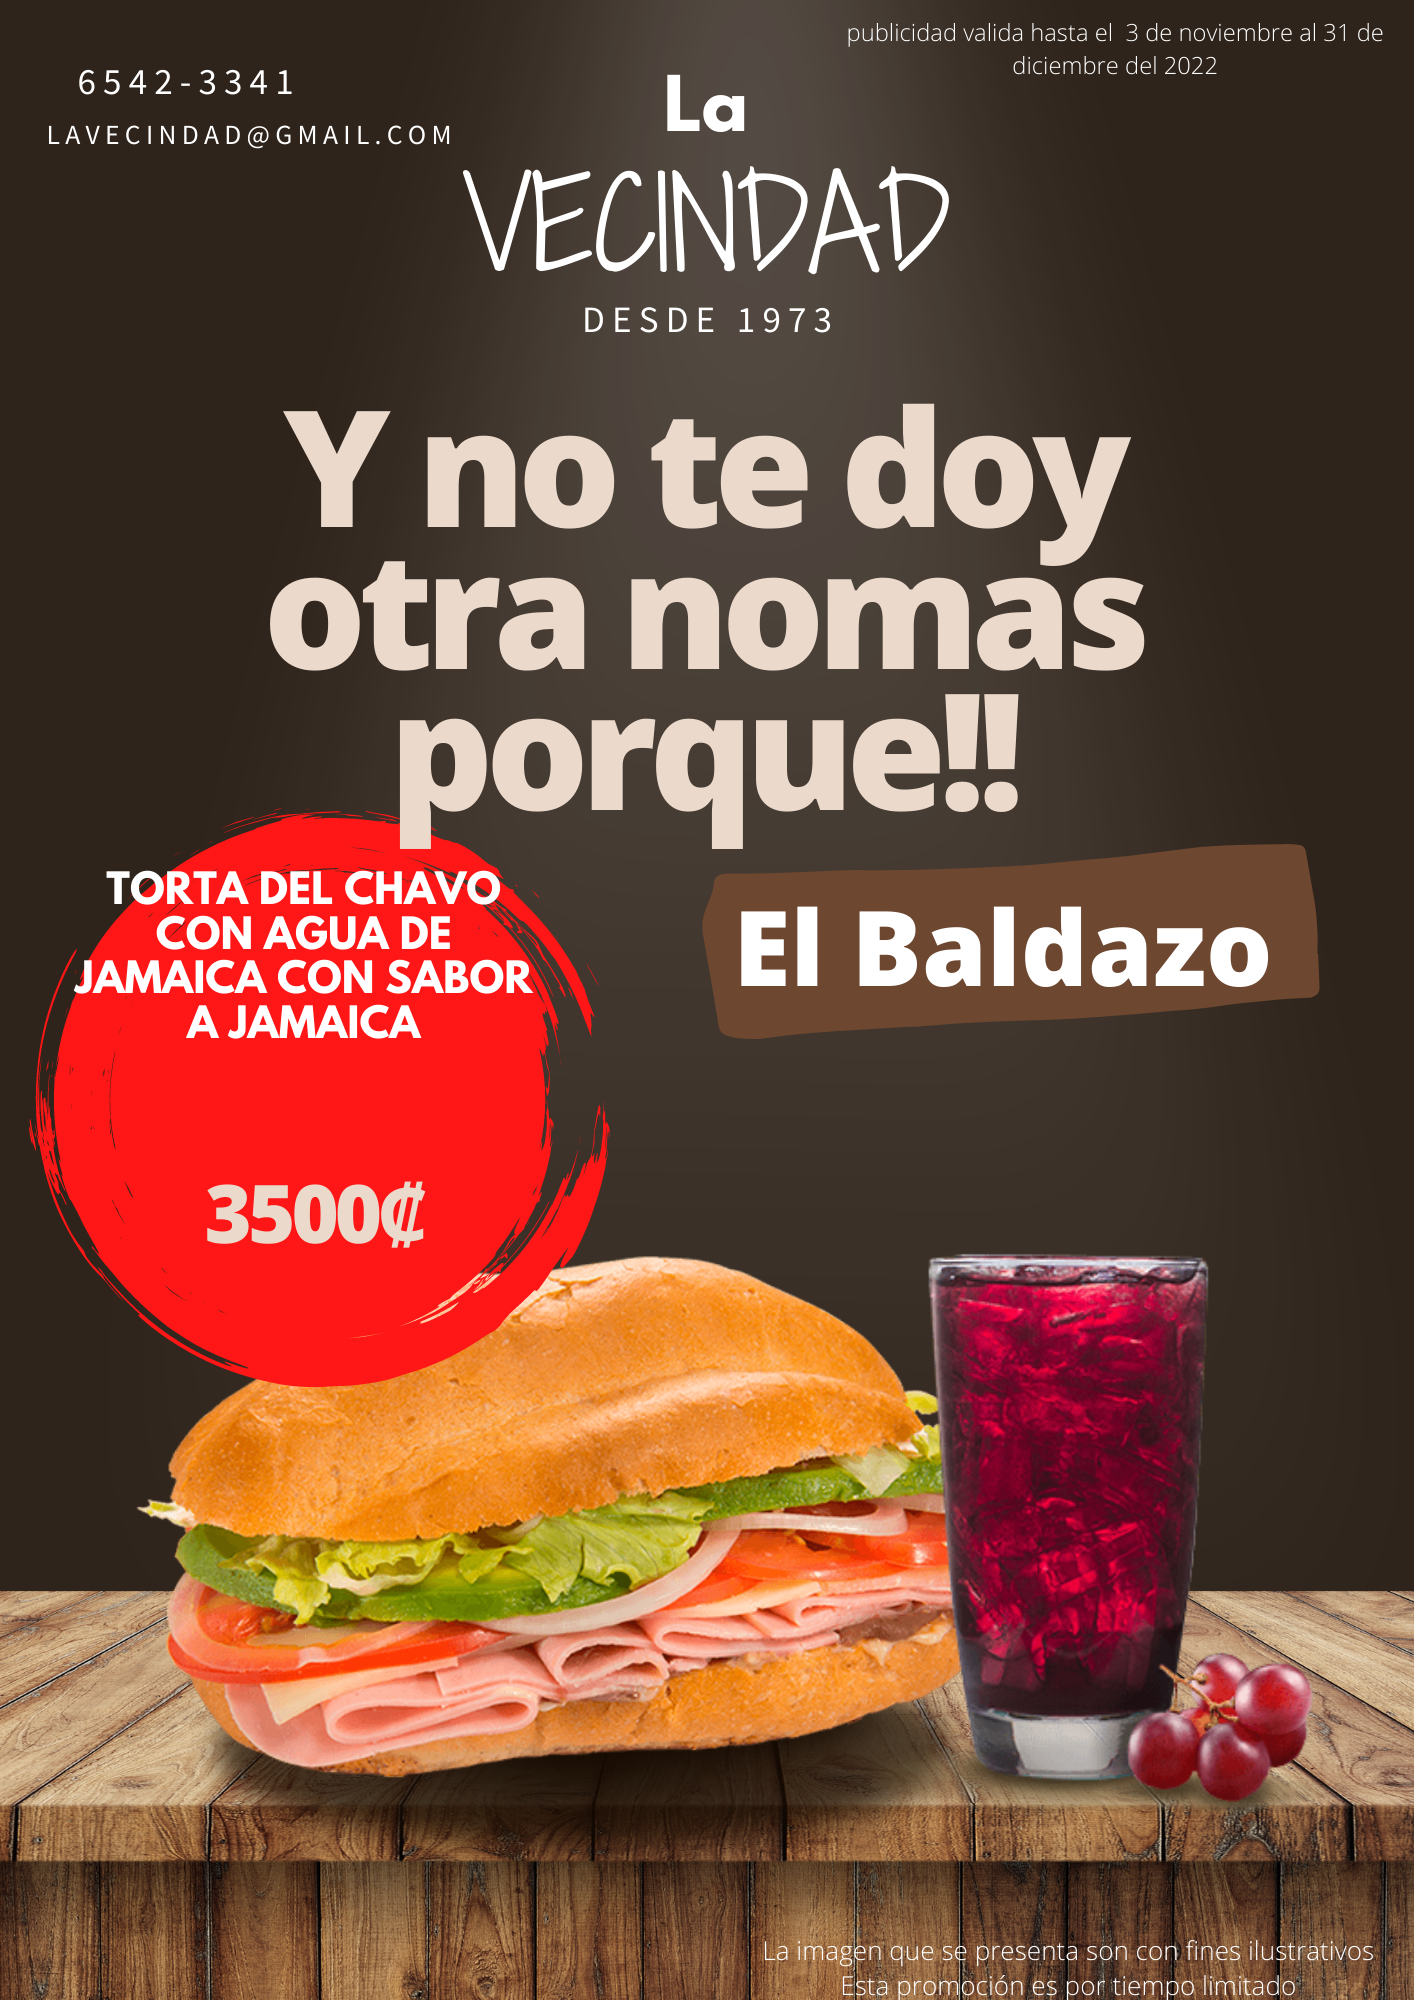 publicidad valida hasta el  3 de noviembre al 31 de
diciembre del 2022
6542-3341
LAVECINDAD@GMAIL.COM
La
VECINDAD
DESDE 1973
Y no te doy
otra nomas
porque!!
TORTA DEL CHAVO
CON AGUA DE
JAMAICA CON SABOR
A JAMAICA
El Baldazo
3500₡
La imagen que se presenta son con fines ilustrativos
Esta promoción es por tiempo limitado